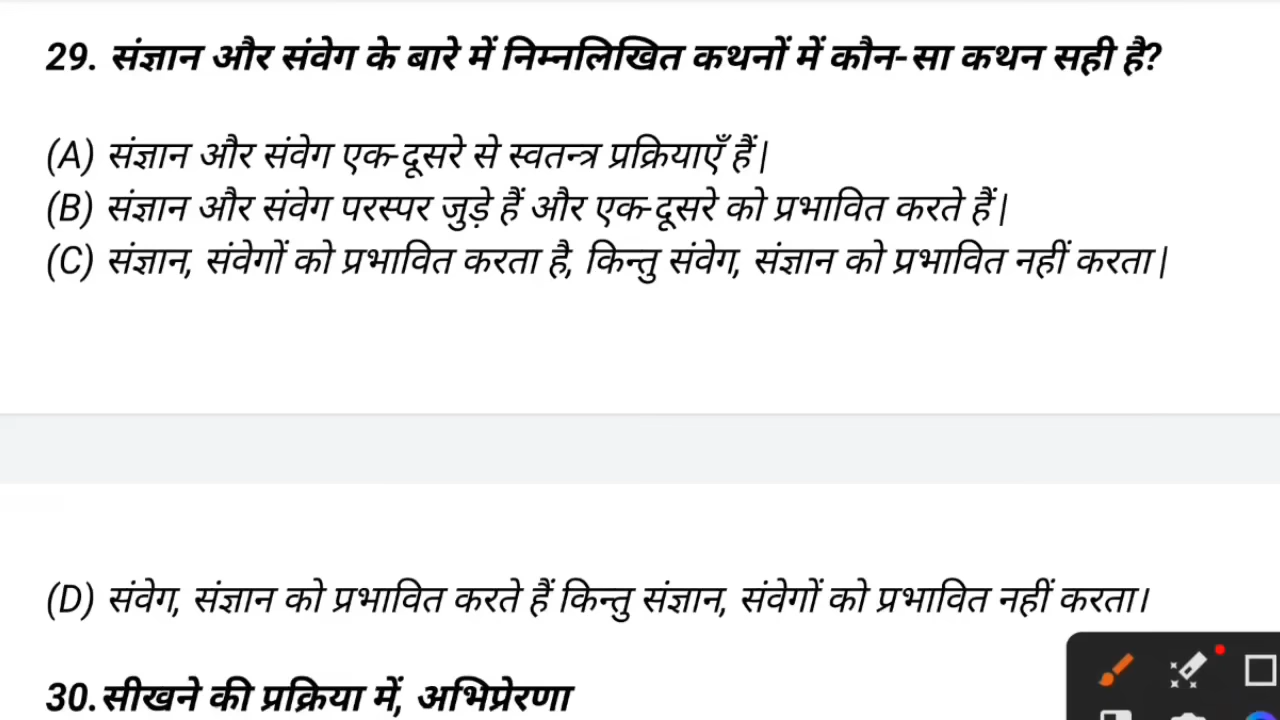 29. संज्ञान और संवेग के बारे में निम्नलिखित कथनों में कौन-सा कथन सही है?
(A) संज्ञान और संवेग एक-दूसरे से स्वतन्त्र प्रक्रियाएँ हैं|
(B) संज्ञान और संवेग परस्पर जुड़े हैं और एक-दूसरे को प्रभावित करते हैं|
(C) संज्ञान, संवेगों को प्रभावित करता है, किन्तु संवेग, संज्ञान को प्रभावित नहीं करता|
(D) संवेग, संज्ञान को प्रभावित करते हैं किन्तु संज्ञान, संवेगों को प्रभावित नहीं करता।
30. सीखने की प्रक्रिया में, अभिप्रेरणा